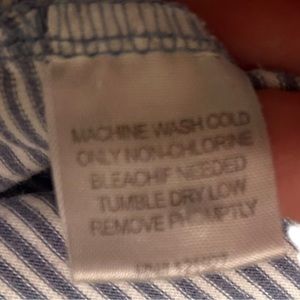 MACHINE WASH COLD
ONLY NON-CHLORINE
BLEACHIF NEEDED
TUMBLE DRY LOW
REMOVE PROMPTLY